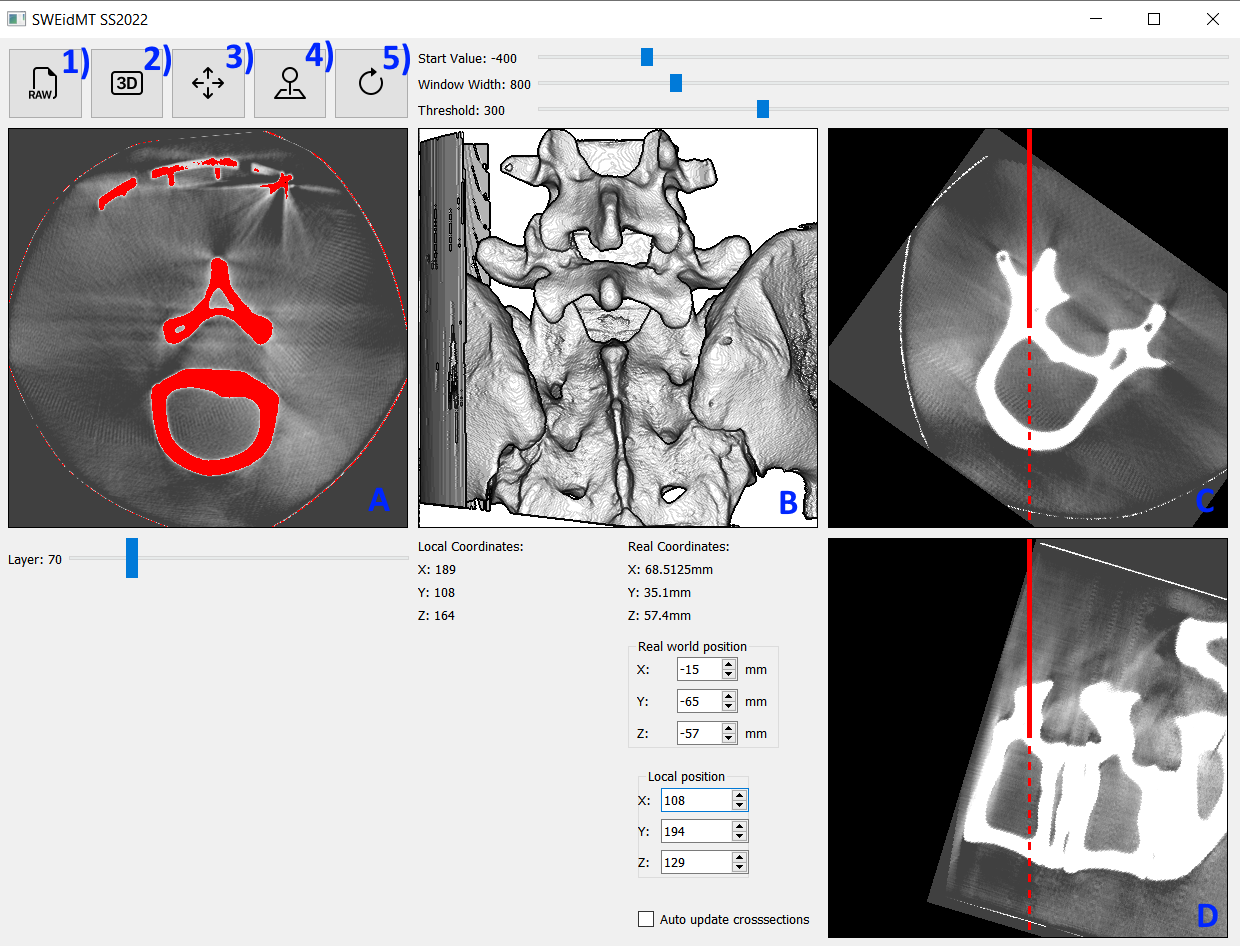 SWEidMT SS2022
1) 2) 3) 4) 5)
RAW 3D
Start Value: -400
Window Width: 800
Threshold: 300
A B C
Layer: 70
Local Coordinates:
X: 189
Y: 108
Z: 164
Real Coordinates:
X: 68.5125mm
Y: 35.1mm
Z: 57.4mm
Real world position
X: -15 mm
Y: -65 mm
Z: -57 mm
Local position
X: 108
Y: 194
Z: 129
Auto update crosssections
D